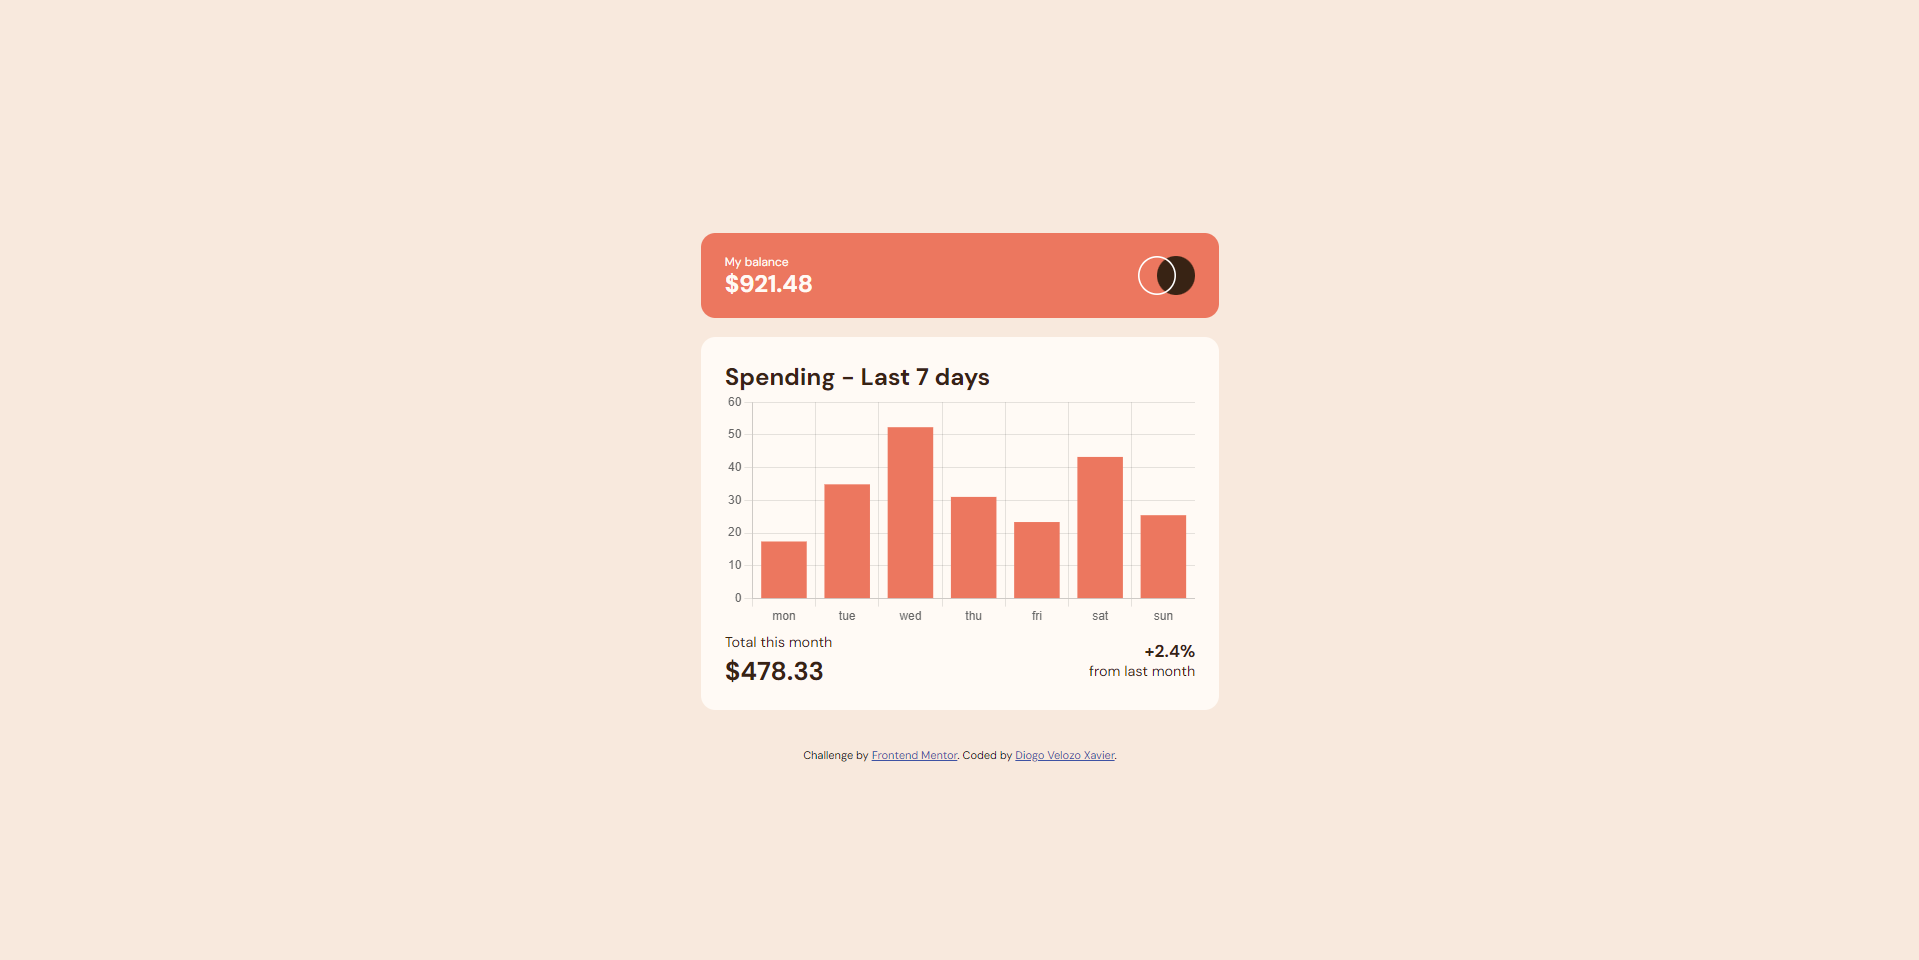 My balance
$921.48
Spending - Last 7 days
60
50
40
30
20
10
0
mon tue wed thu fri sat sun
Total this month
$478.33
+2.4%
from last month
Challenge by Frontend Mentor. Coded by Diogo Velozo Xavier.